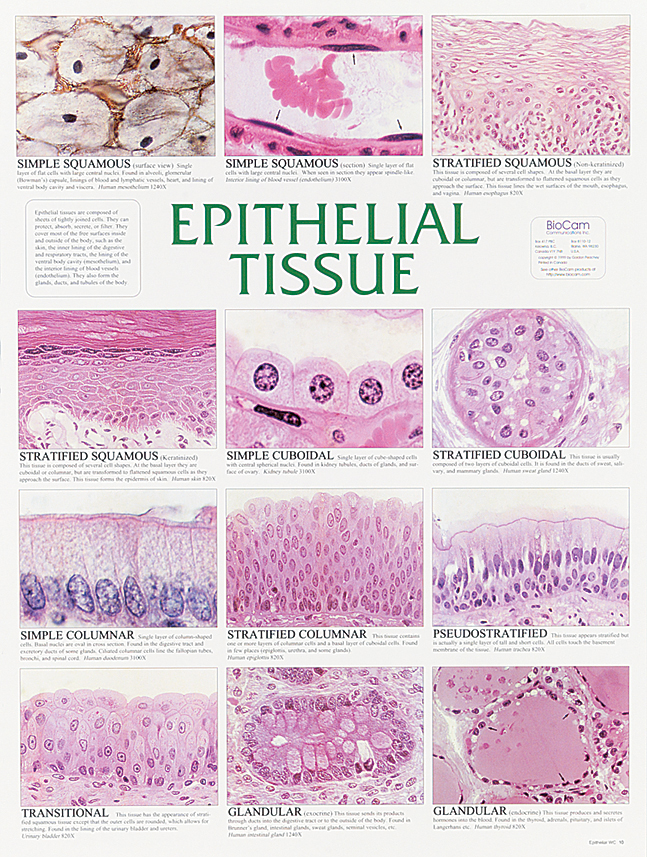 SIMPLE SQUAMOUS (surface view) Single
layer of flat cells with large central nuclei. Found in alveoli, glomerular
(Bowman's) capsule, linings of blood and lymphatic vessels, heart, and lining of
ventral body cavity and viscera. Human mesothelium 1240X
SIMPLE SQUAMOUS (section) Single layer of flat
cells with large central nuclei. When seen in section they appear spindle-like.
Interior lining of blood vessel (endothelium) 3100X
STRATIFIED SQUAMOUS (Non-keratinized)
This tissue is composed of several cell shapes. At the basal layer they are
cuboidal or columnar, but are transformed to flattened squamous cells as they
approach the surface. This tissue lines the wet surfaces of the mouth, esophagus,
and vagina. Human esophagus 820X
Epithelial tissues are composed of
sheets of tightly joined cells. They can
protect, absorb, secrete, or filter. They
cover most of the free surfaces inside
and outside of the body, such as the
skin, the inner lining of the digestive
and respiratory tracts, the lining of the
ventral body cavity (mesothelium), and
the interior lining of blood vessels
(endothelium). They also form the
glands, ducts, and tubules of the body
EPITHELIAL
TISSUE
BioCam
Communications Inc.
See other BioCam products at
http://www.biocam.com
STRATIFIED SQUAMOUS (Keratinized)
This tissue is composed of several cell shapes. At the basal layer they are
cuboidal or columnar, but are transformed to flattened squamous cells as they
approach the surface. This tissue forms the epidermis of skin. Human skin 820X
SIMPLE CUBOIDAL Single layer of cube-shaped cells
with central spherical nuclei. Found in kidney tubules, ducts of glands, and sur-
face of ovary. Kidney tubule 3100X
STRATIFIED CUBOIDAL This tissue is usually
composed of two layers of cuboidal cells. It is found in the ducts of sweat, sali-
vary, and mammary glands. Human sweat gland 1240X
SIMPLE COLUMNAR Single layer of column-shaped
cells. Basal nuclei are oval in cross section. Found in the digestive tract and
excretory ducts of some glands. Ciliated columnar cells line the fallopian tubes,
bronchi, and spinal cord. Human duodenum 3100X
STRATIFIED COLUMNAR This tissue contains
one or more layers of columnar cells and a basal layer of cuboidal cells. Found
in few places (epiglottis, urethra, and some glands).
Human epiglottis 820X
PSEUDOSTRATIFIED This tissue appears stratified but
is actually a single layer of tall and short cells. All cells touch the basement
membrane of the tissue. Human trachea 820X
TRANSITIONAL This tissue has the appearance of strati-
fied squamous tissue except that the outer cells are rounded, which allows for
stretching. Found in the lining of the urinary bladder and ureters.
Urinary bladder 820X
GLANDULAR (exocrine) This tissue sends its products
through ducts into the digestive tract or to the outside of the body. Found in
Brunner's gland, intestinal glands, sweat glands, seminal vesicles, etc.
Human intestinal gland 1240X
GLANDULAR (endocrine) This tissue produces and secretes
hormones into the blood. Found in the thyroid, adrenals, pituitary, and islets of
Langerhans etc. Human thyroid 820X